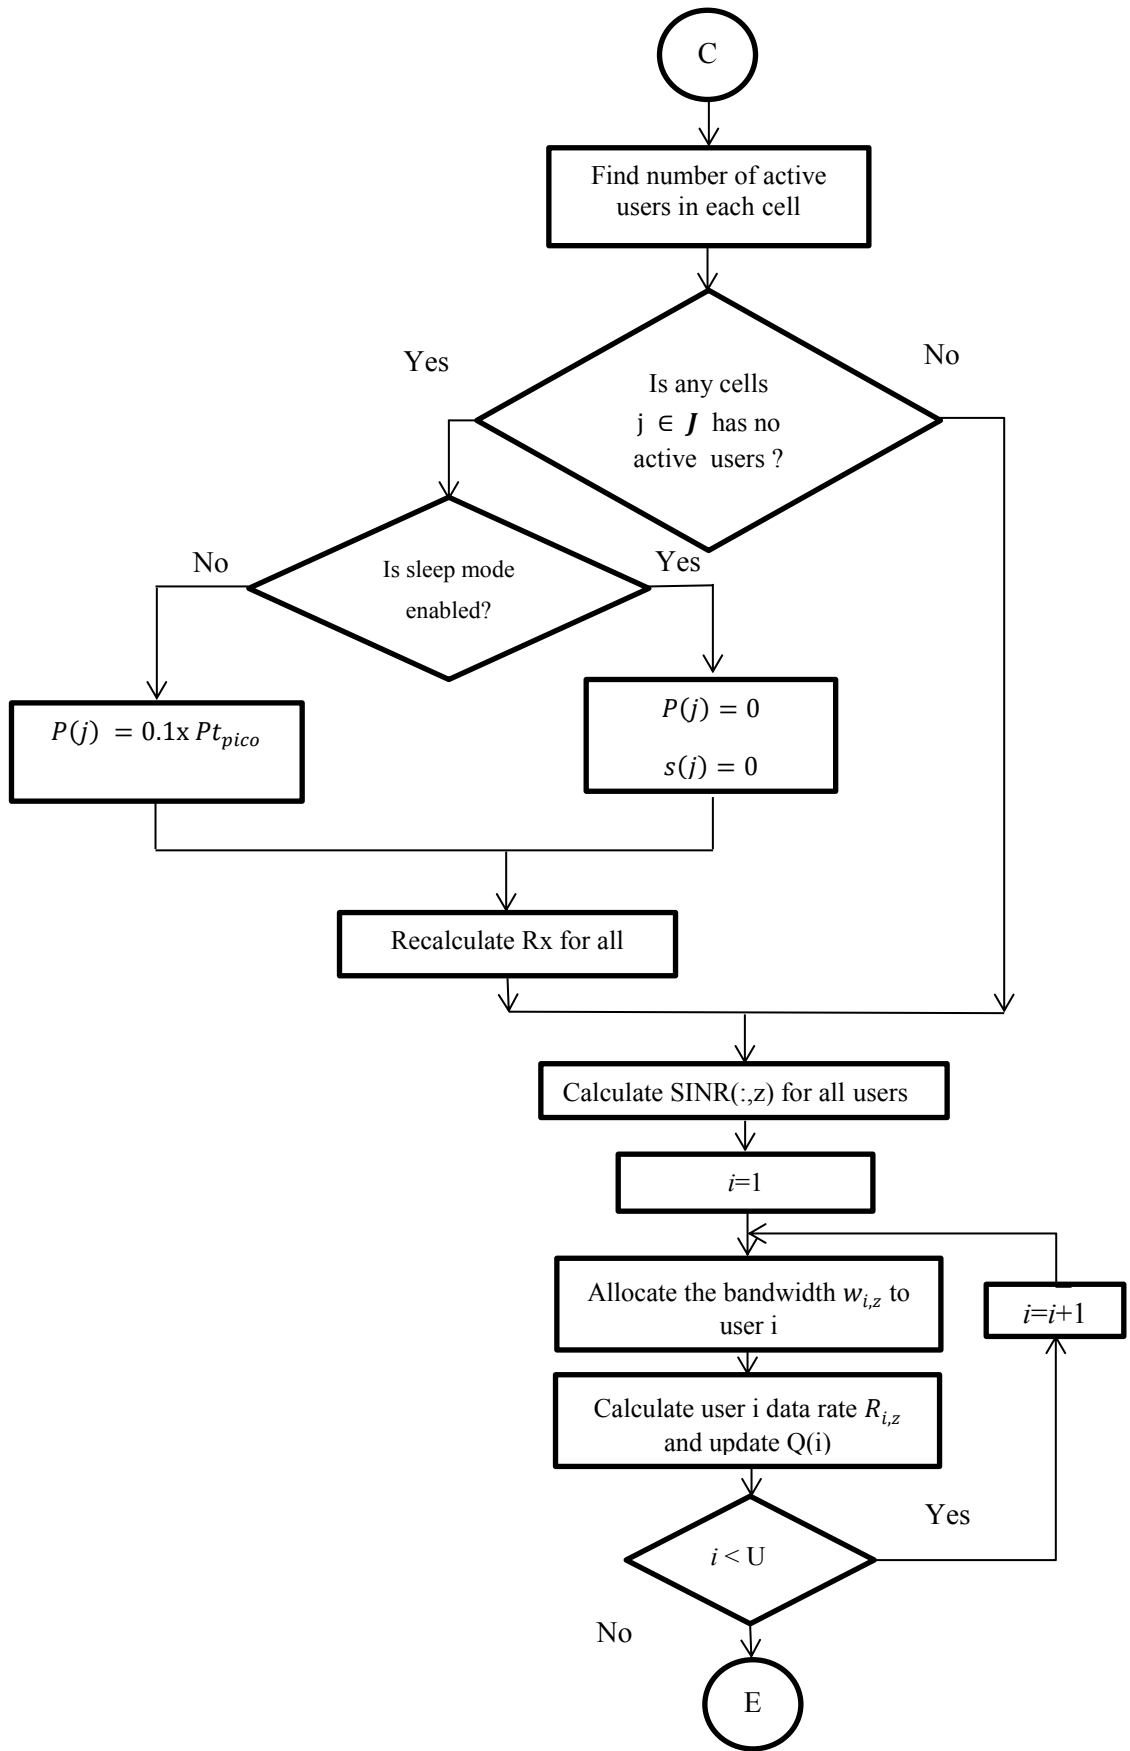 C
Find number of active
users in each cell
Yes
No
Is any cells
j ∈ J has no
active users ?
No
Yes
Is sleep mode
enabled?
P(j) = 0.1x Pt_pico
P(j) = 0
s(j) = 0
Recalculate Rx for all
Calculate SINR(:,z) for all users
i=1
Allocate the bandwidth w_i,z to
user i
i=i+1
Calculate user i data rate R_i,z
and update Q(i)
Yes
i < U
No
E